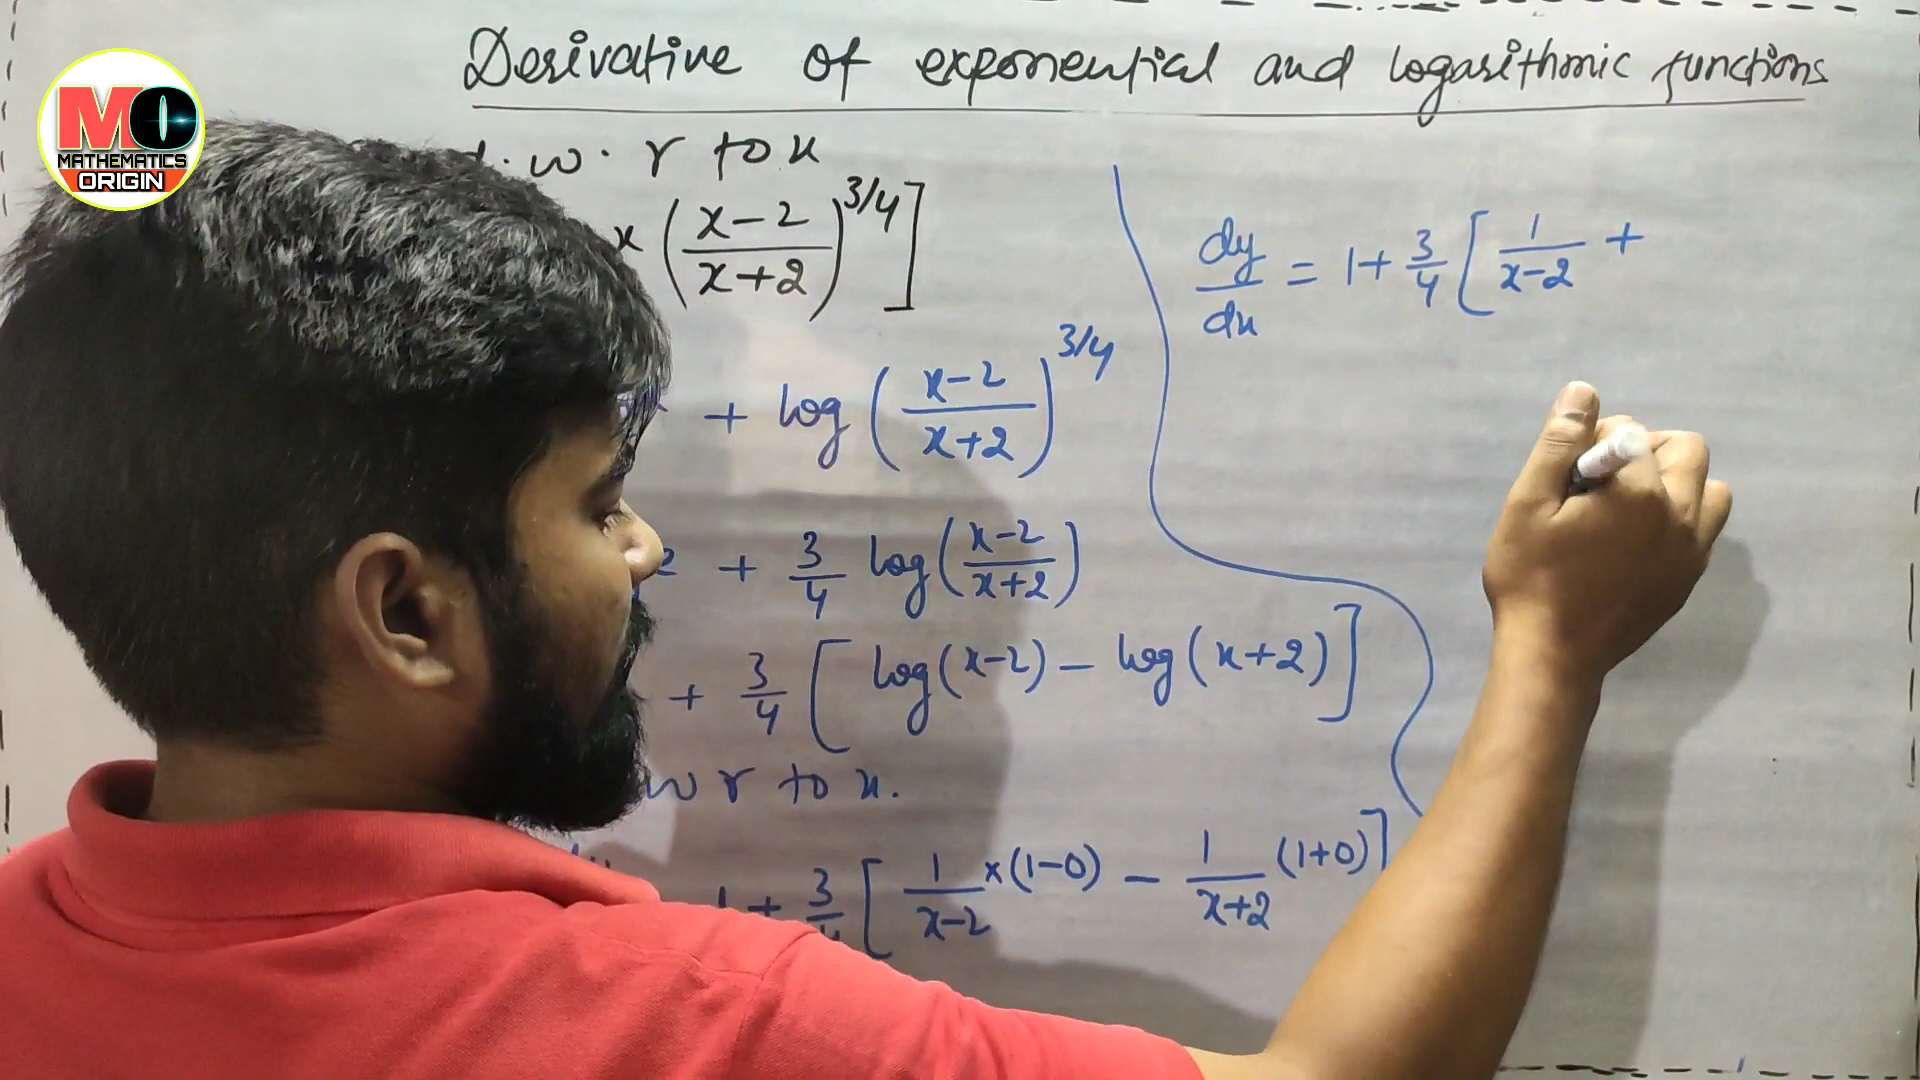 MO
MATHEMATICS
ORIGIN
Derivative of exponential and logarithmic functions
w . r to x
x ((x-2)/(x+2))^3/4]
+ log ((x-2)/(x+2))^3/4
+ 3/4 log((x-2)/(x+2))
+ 3/4 [log(x-2) - log(x+2)]
w r to x.
1 + 3/4 [1/(x-2) ×(1-0) - 1/(x+2) (1+0)]
dy/dx = 1+ 3/4 [1/(x-2) +